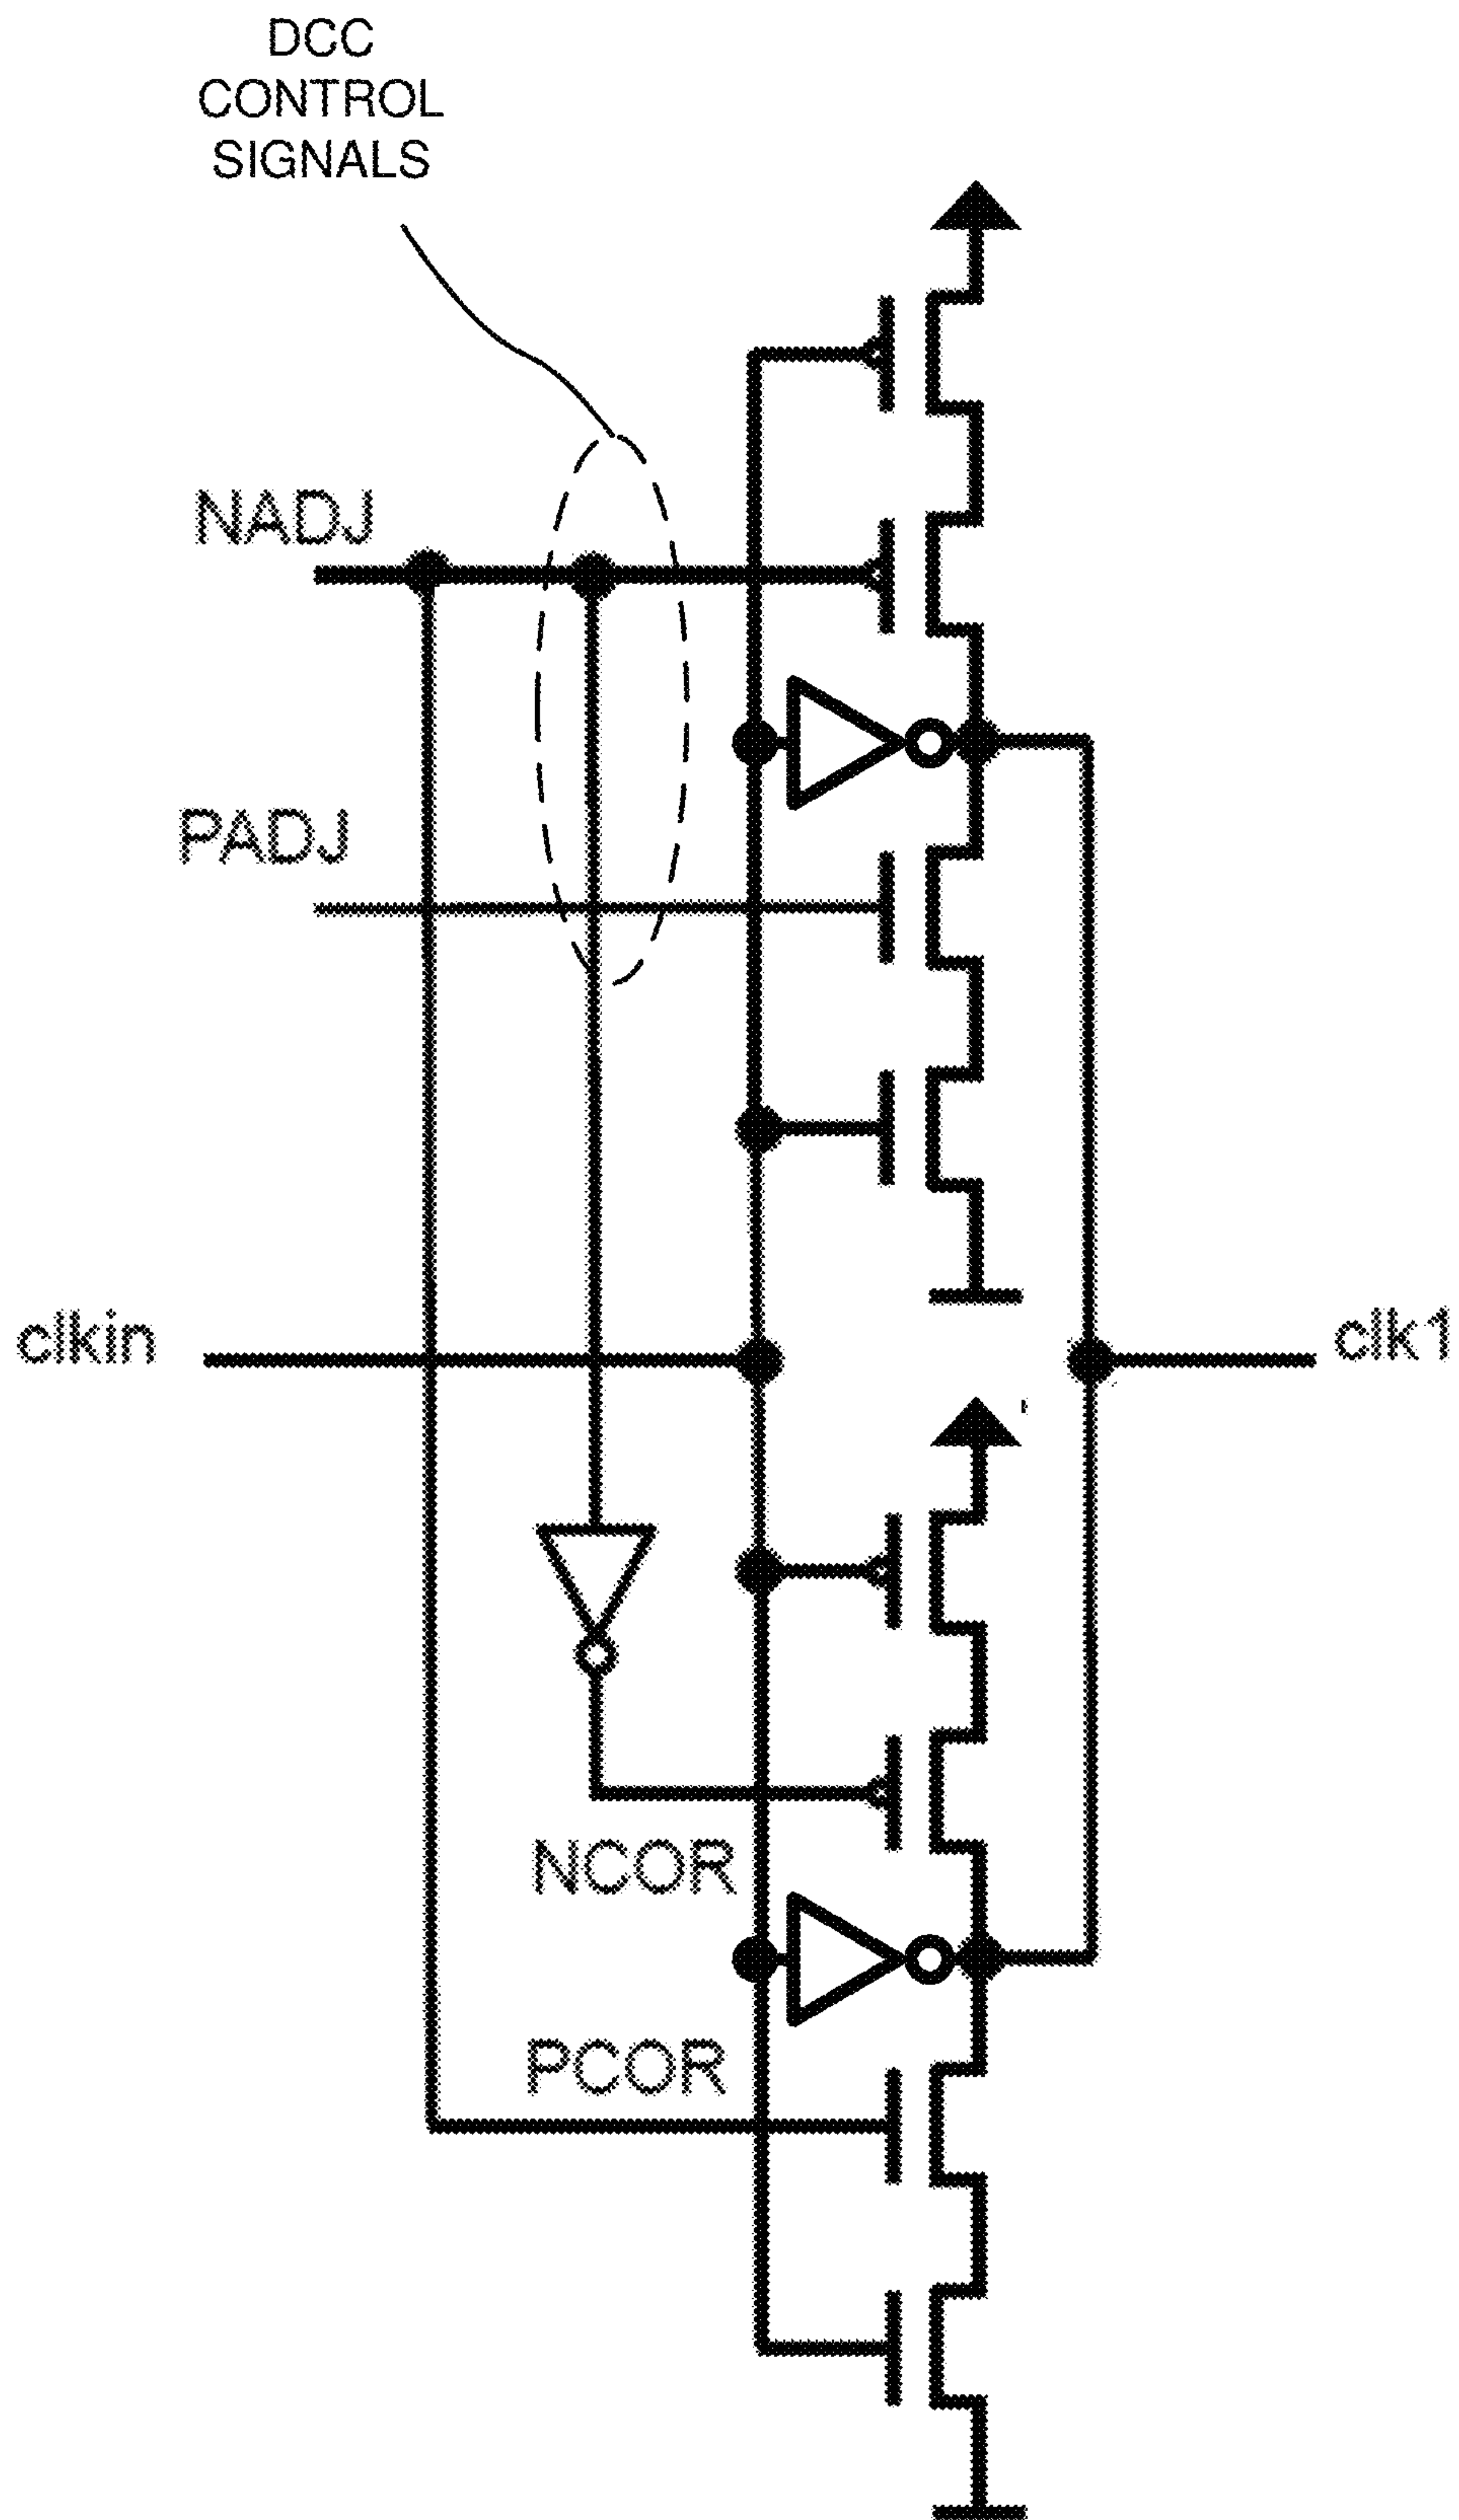 DCC
CONTROL
SIGNALS
NADJ
PADJ
clkin
clk1
NCOR
PCOR